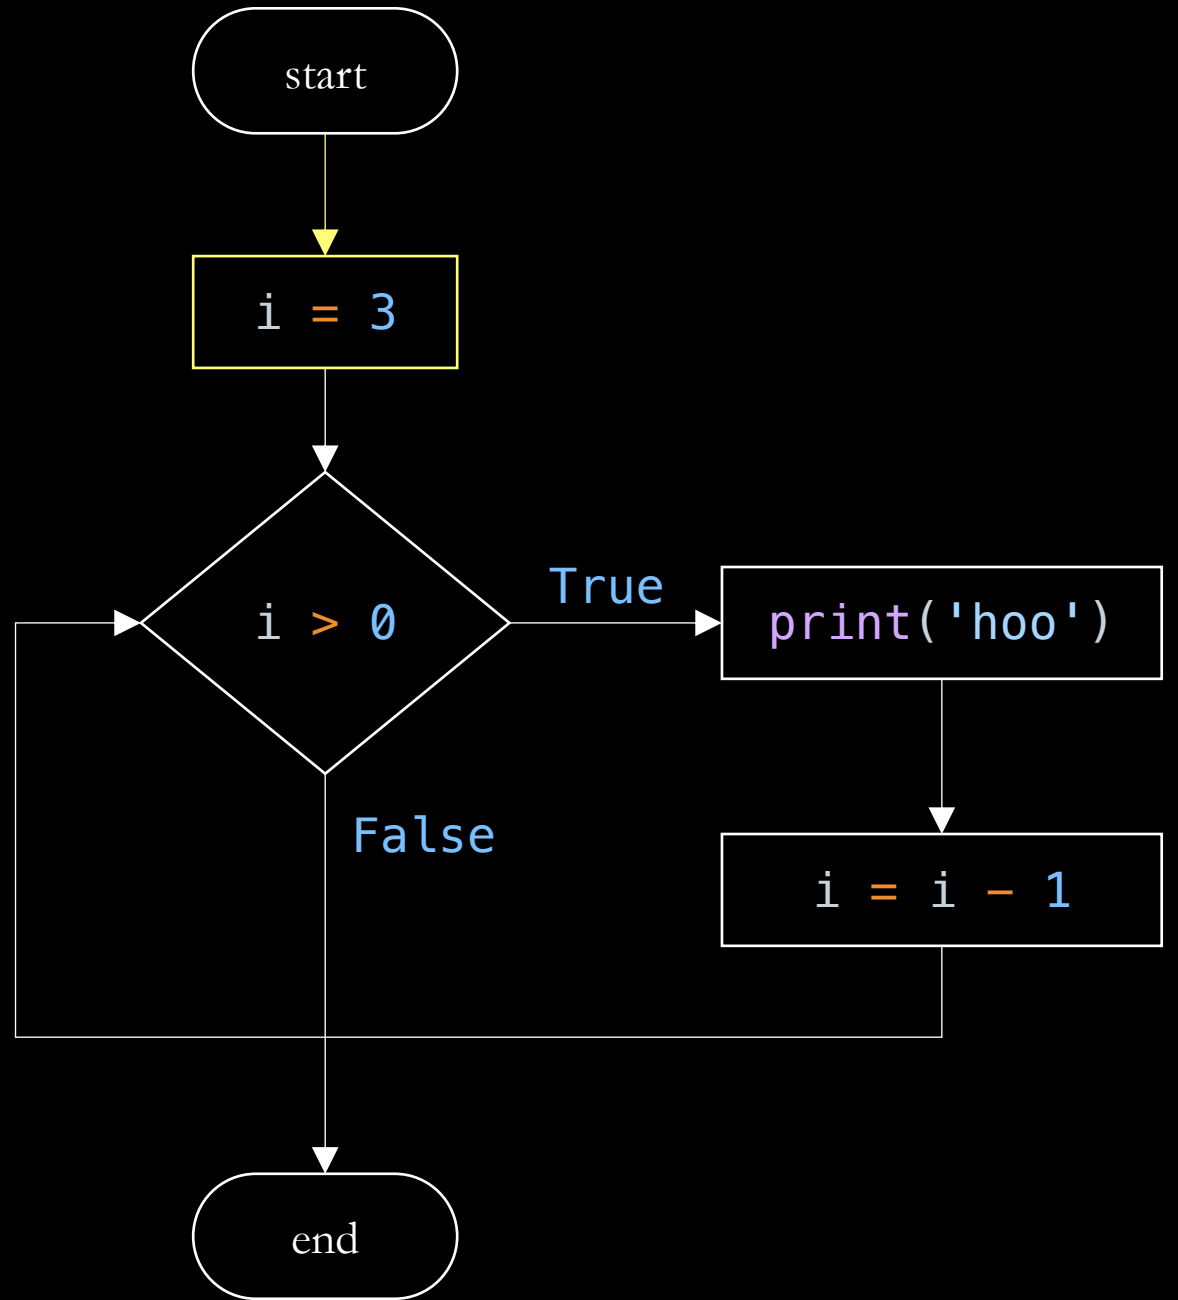 start
i = 3
i > 0
True
print('hoo')
False
i = i - 1
end